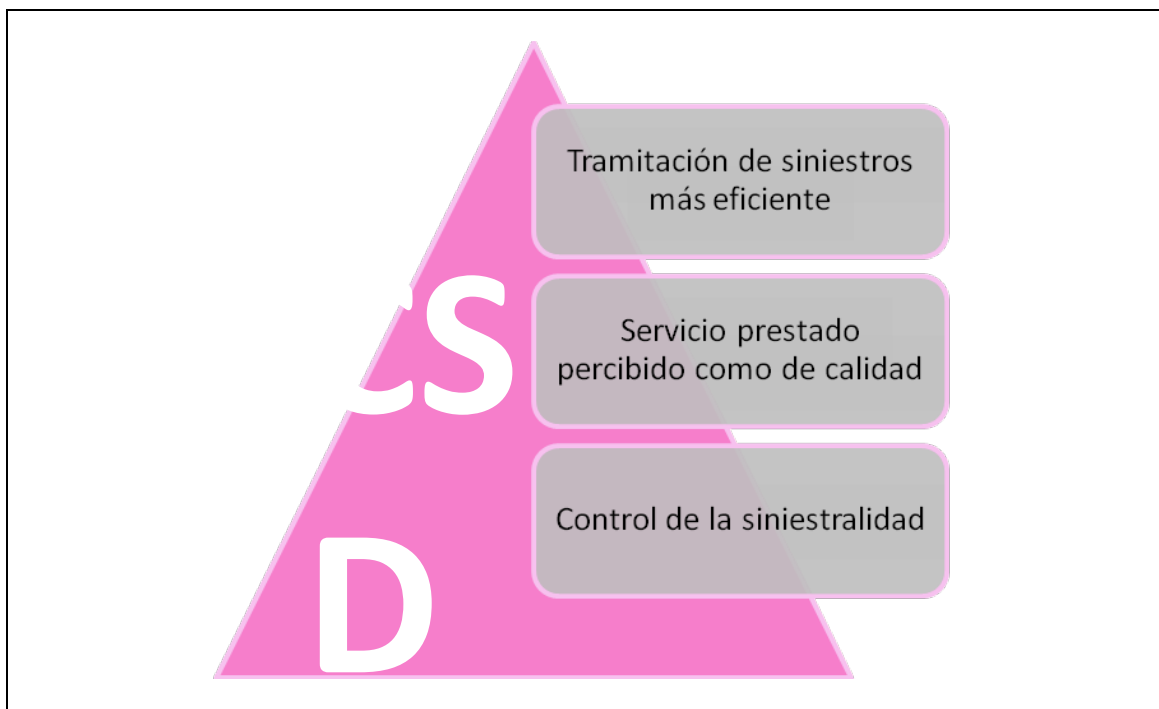 Tramitación de siniestros
más eficiente
CS
Servicio prestado
percibido como de calidad
Control de la siniestralidad
D